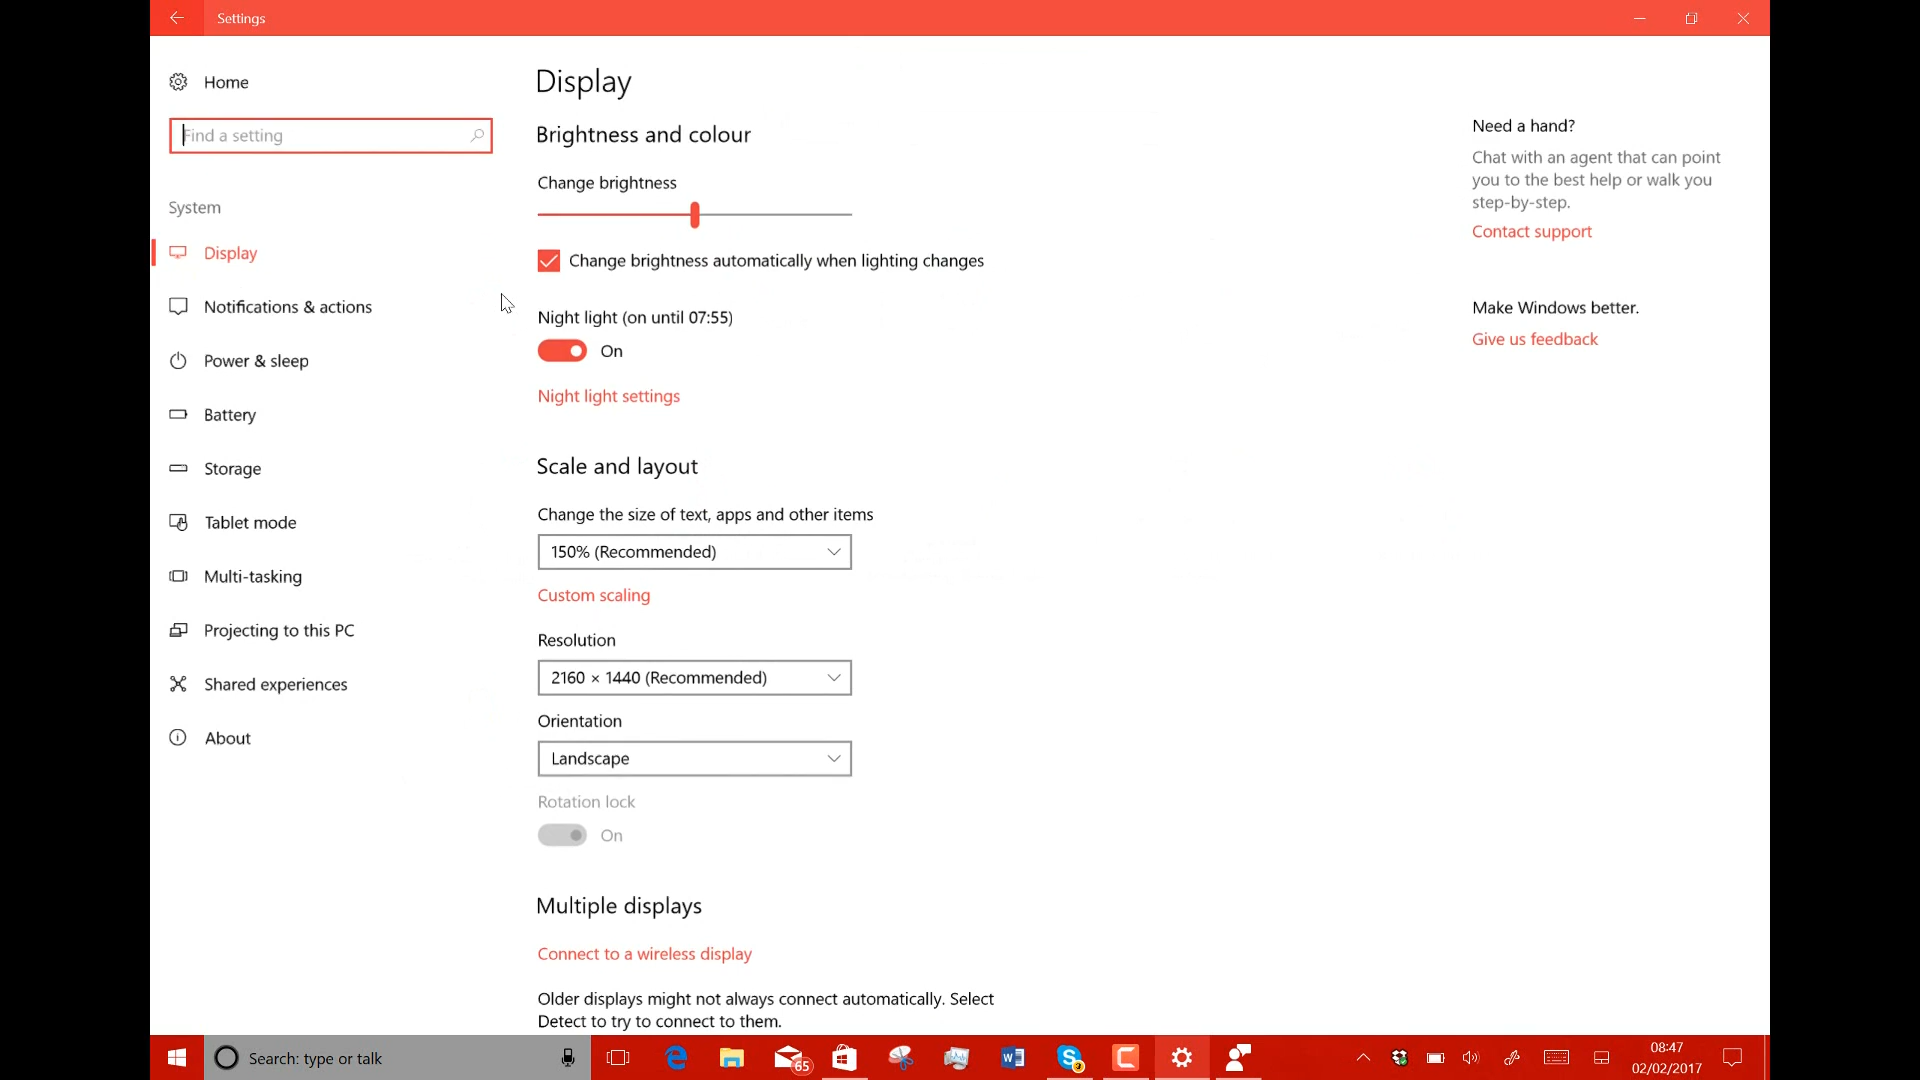 Settings
Home
Find a setting
System
Display
Notifications & actions
Power & sleep
Battery
Storage
Tablet mode
Multi-tasking
Projecting to this PC
Shared experiences
About
Display
Brightness and colour
Change brightness
Change brightness automatically when lighting changes
Night light (on until 07:55)
On
Night light settings
Scale and layout
Change the size of text, apps and other items
150% (Recommended)
Custom scaling
Resolution
2160 × 1440 (Recommended)
Orientation
Landscape
Rotation lock
On
Multiple displays
Connect to a wireless display
Older displays might not always connect automatically. Select
Detect to try to connect to them.
Need a hand?
Chat with an agent that can point
you to the best help or walk you
step-by-step.
Contact support
Make Windows better.
Give us feedback
Search: type or talk
65
08:47
02/02/2017